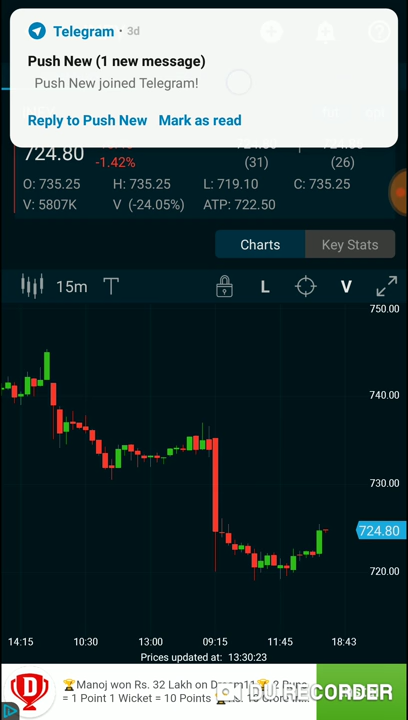 Telegram • 3d
Push New (1 new message)
Push New joined Telegram!
Reply to Push New Mark as read
724.80
-1.42%
(31)
(26)
O: 735.25 H: 735.25 L: 719.10 C: 735.25
V: 5807K V (-24.05%) ATP: 722.50
Charts Key Stats
15m T L V
750.00
740.00
730.00
724.80
720.00
14:15 10:30 13:00 09:15 11:45 18:43
Prices updated at: 13:30:23
🏆Manoj won Rs. 32 Lakh on Dream11🏆
= 1 Point 1 Wicket = 10 Points
DU RECORDER